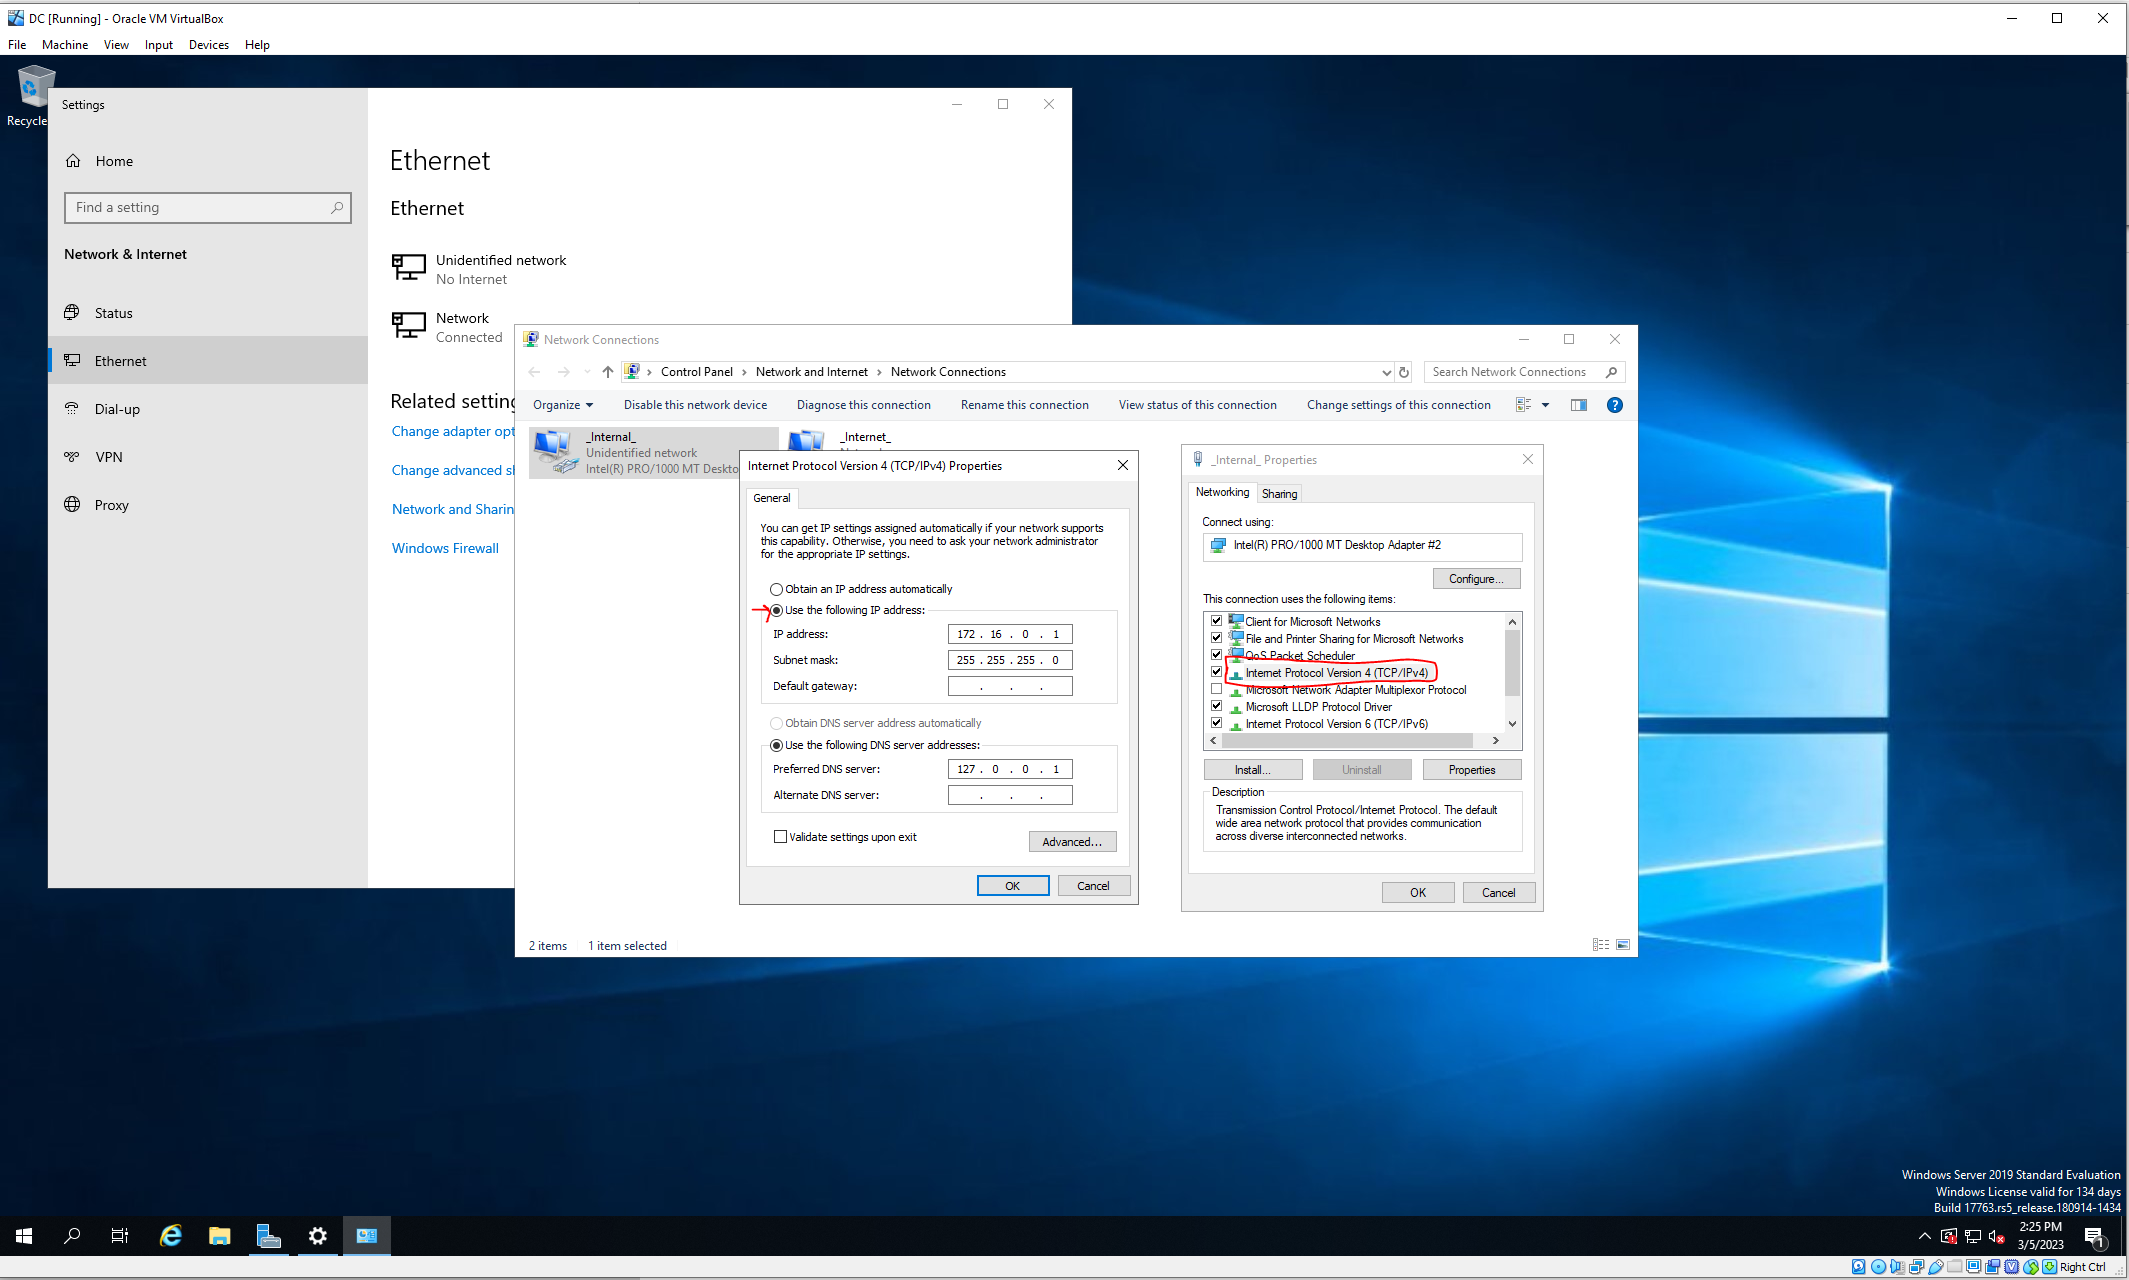 DC [Running] - Oracle VM VirtualBox
File Machine View Input Devices Help
Recycle
Settings
Home
Find a setting
Network & Internet
Status
Ethernet
Dial-up
VPN
Proxy
Ethernet
Ethernet
Unidentified network
No Internet
Network
Connected
Related setting
Change adapter opt
Change advanced sh
Network and Sharin
Windows Firewall
Network Connections
Control Panel > Network and Internet > Network Connections
Search Network Connections
Organize Disable this network device Diagnose this connection Rename this connection View status of this connection Change settings of this connection
_Internal_
Unidentified network
Intel(R) PRO/1000 MT Deskto
_Internet_
Internet Protocol Version 4 (TCP/IPv4) Properties
General
You can get IP settings assigned automatically if your network supports
this capability. Otherwise, you need to ask your network administrator
for the appropriate IP settings.
Obtain an IP address automatically
Use the following IP address:
IP address: 172 . 16 . 0 . 1
Subnet mask: 255 . 255 . 255 . 0
Default gateway: . . .
Obtain DNS server address automatically
Use the following DNS server addresses:
Preferred DNS server: 127 . 0 . 0 . 1
Alternate DNS server: . . .
Validate settings upon exit
Advanced...
OK Cancel
_Internal_ Properties
Networking Sharing
Connect using:
Intel(R) PRO/1000 MT Desktop Adapter #2
Configure...
This connection uses the following items:
Client for Microsoft Networks
File and Printer Sharing for Microsoft Networks
QoS Packet Scheduler
Internet Protocol Version 4 (TCP/IPv4)
Microsoft Network Adapter Multiplexor Protocol
Microsoft LLDP Protocol Driver
Internet Protocol Version 6 (TCP/IPv6)
Install... Uninstall Properties
Description
Transmission Control Protocol/Internet Protocol. The default
wide area network protocol that provides communication
across diverse interconnected networks.
OK Cancel
2 items 1 item selected
Windows Server 2019 Standard Evaluation
Windows License valid for 134 days
Build 17763.rs5_release.180914-1434
2:25 PM
3/5/2023
1
Right Ctrl